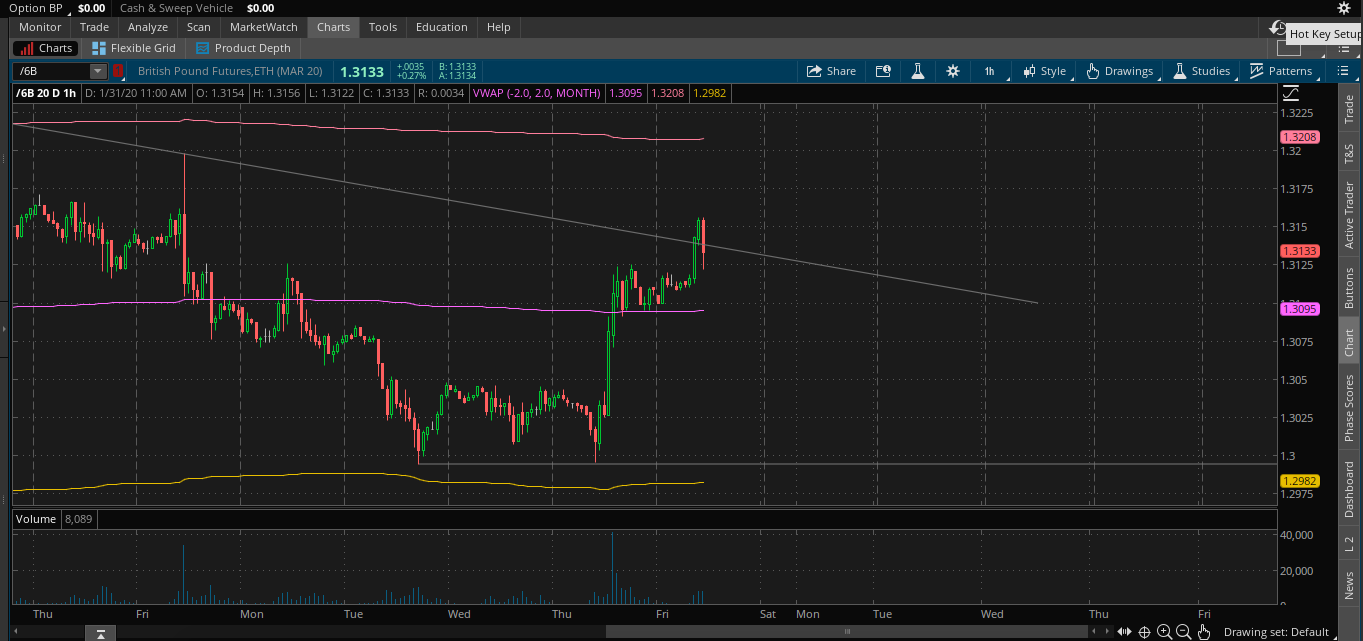 Option BP $0.00 Cash & Sweep Vehicle $0.00
Monitor Trade Analyze Scan MarketWatch Charts Tools Education Help
Hot Key Setup
Charts Flexible Grid Product Depth
/6B British Pound Futures,ETH (MAR 20) 1.3133 +.0035 B: 1.3133 Share 1h Style Drawings Studies Patterns
+0.27% A: 1.3134
/6B 20 D 1h D: 1/31/20 11:00 AM O: 1.3154 H: 1.3156 L: 1.3122 C: 1.3133 R: 0.0034 VWAP (-2.0, 2.0, MONTH) 1.3095 1.3208 1.2982
1.3225
1.3208
1.32
1.3175
1.315
1.3133
1.3125
1.3095
1.3075
1.305
1.3025
1.3
1.2982
1.2975
Volume 8,089
40,000
20,000
Thu Fri Mon Tue Wed Thu Fri Sat Mon Tue Wed Thu Fri
Drawing set: Default
Trade
T&S
Active Trader
Buttons
Chart
Phase Scores
Dashboard
L 2
News